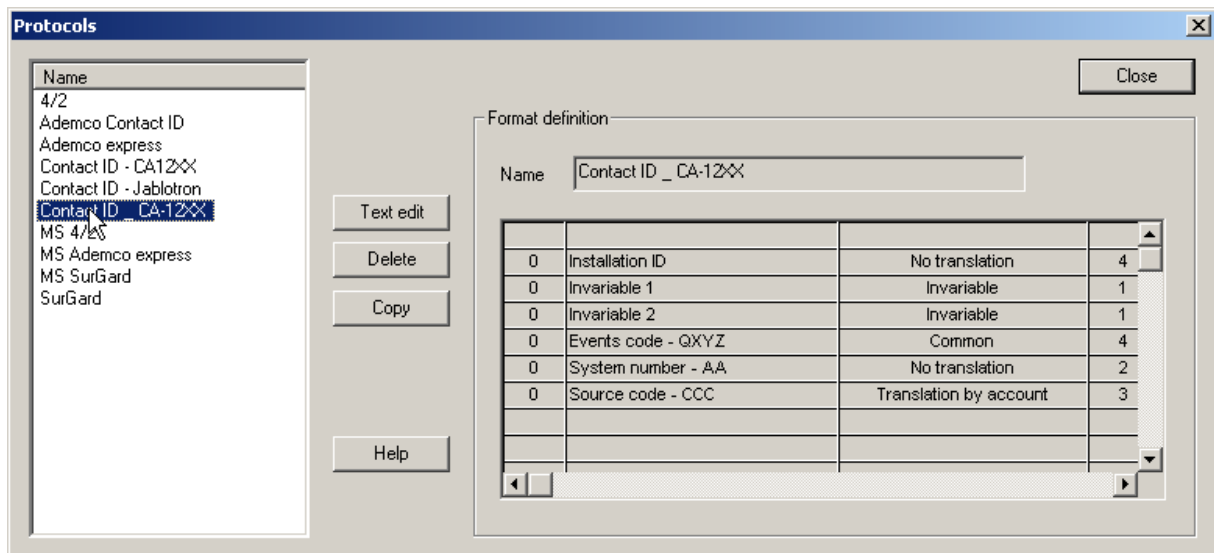 Protocols
Close
Name
4/2
Ademco Contact ID
Ademco express
Contact ID - CA12XX
Contact ID - Jablotron
Contact ID _ CA-12XX
MS 4/2
MS Ademco express
MS SurGard
SurGard
Text edit
Delete
Copy
Help
Format definition
Name Contact ID _ CA-12XX
0 Installation ID No translation 4
0 Invariable 1 Invariable 1
0 Invariable 2 Invariable 1
0 Events code - QXYZ Common 4
0 System number - AA No translation 2
0 Source code - CCC Translation by account 3